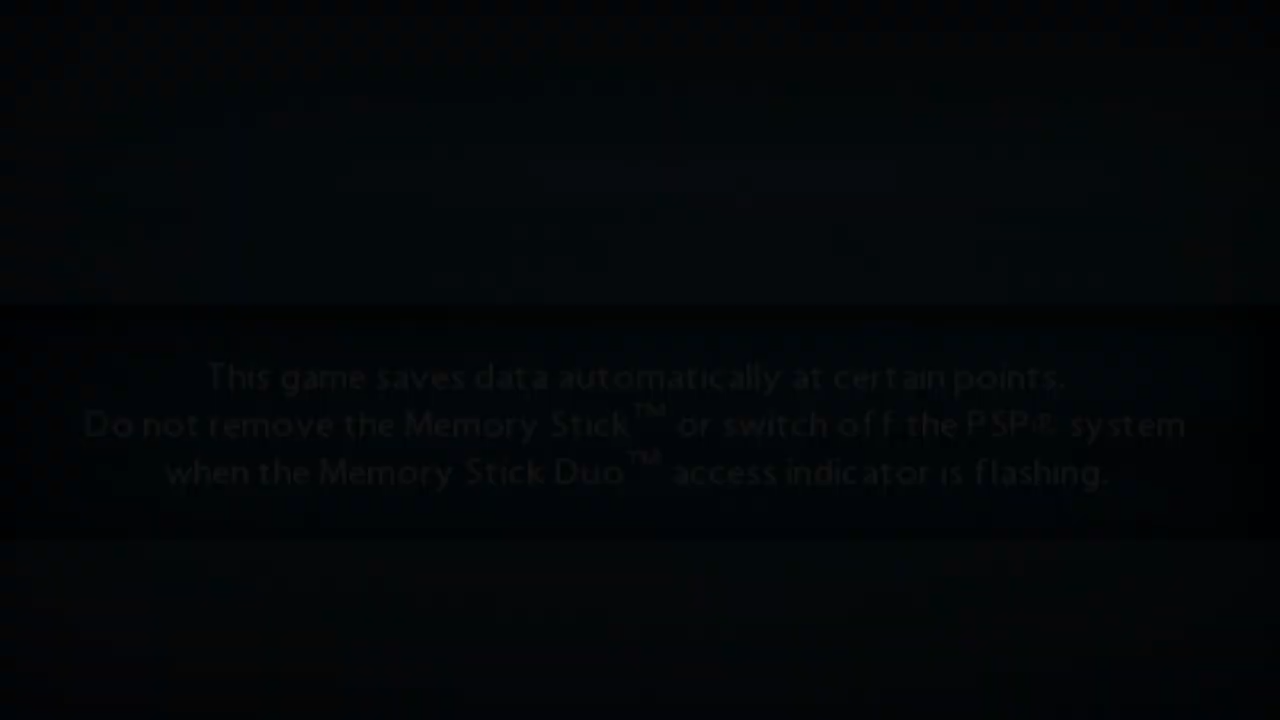 This game saves data automatically at certain points.
Do not remove the Memory Stick™ or switch off the PSP® system
when the Memory Stick Duo™ access indicator is flashing.